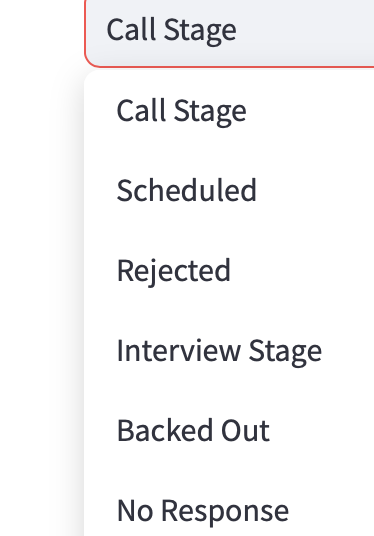 Call Stage
Call Stage
Scheduled
Rejected
Interview Stage
Backed Out
No Response